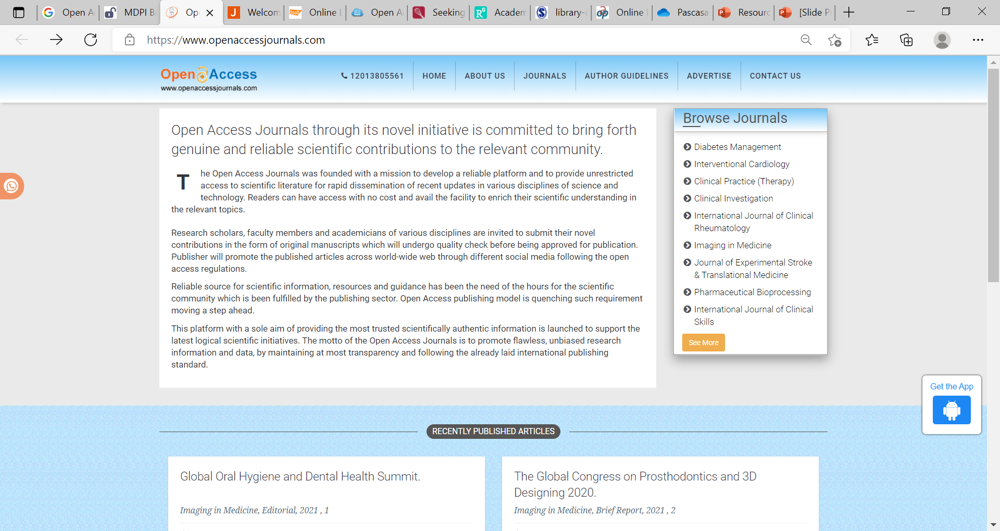 Open A
MDPI B
Op
Welcom
Online
Open A
Seeking
Academ
library-
Online
Pascasa
Resourc
[Slide P
https://www.openaccessjournals.com
Open Access
www.openaccessjournals.com
12013805561
HOME
ABOUT US
JOURNALS
AUTHOR GUIDELINES
ADVERTISE
CONTACT US
Open Access Journals through its novel initiative is committed to bring forth
genuine and reliable scientific contributions to the relevant community.
The Open Access Journals was founded with a mission to develop a reliable platform and to provide unrestricted
access to scientific literature for rapid dissemination of recent updates in various disciplines of science and
technology. Readers can have access with no cost and avail the facility to enrich their scientific understanding in
the relevant topics.
Research scholars, faculty members and academicians of various disciplines are invited to submit their novel
contributions in the form of original manuscripts which will undergo quality check before being approved for publication.
Publisher will promote the published articles across world-wide web through different social media following the open
access regulations.
Reliable source for scientific information, resources and guidance has been the need of the hours for the scientific
community which is been fulfilled by the publishing sector. Open Access publishing model is quenching such requirement
moving a step ahead.
This platform with a sole aim of providing the most trusted scientifically authentic information is launched to support the
latest logical scientific initiatives. The motto of the Open Access Journals is to promote flawless, unbiased research
information and data, by maintaining at most transparency and following the already laid international publishing
standard.
Browse Journals
Diabetes Management
Interventional Cardiology
Clinical Practice (Therapy)
Clinical Investigation
International Journal of Clinical
Rheumatology
Imaging in Medicine
Journal of Experimental Stroke
& Translational Medicine
Pharmaceutical Bioprocessing
International Journal of Clinical
Skills
See More
Get the App
RECENTLY PUBLISHED ARTICLES
Global Oral Hygiene and Dental Health Summit.
Imaging in Medicine, Editorial, 2021 , 1
The Global Congress on Prosthodontics and 3D
Designing 2020.
Imaging in Medicine, Brief Report, 2021 , 2